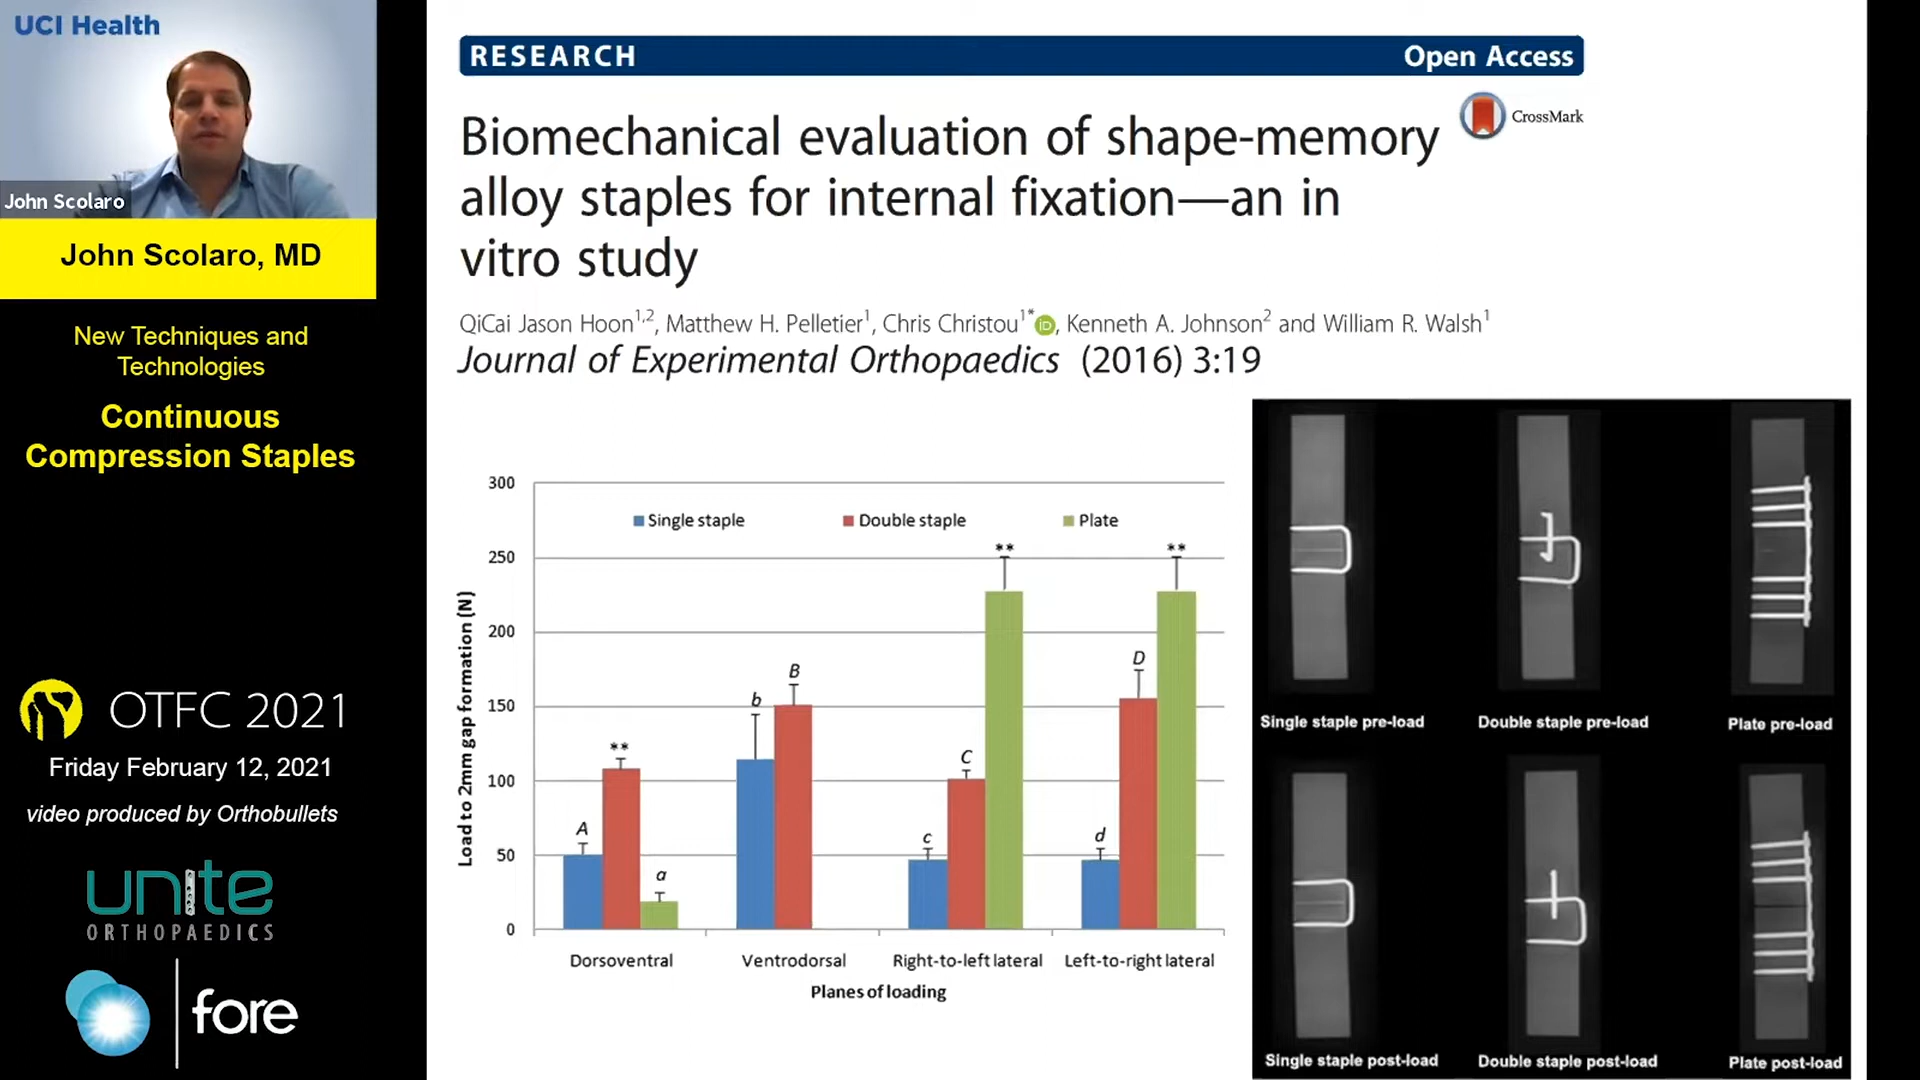 UCI Health
John Scolaro
John Scolaro, MD
New Techniques and
Technologies
Continuous
Compression Staples
OTFC 2021
Friday February 12, 2021
video produced by Orthobullets
unite
ORTHOPAEDICS
fore
RESEARCH Open Access
CrossMark
Biomechanical evaluation of shape-memory
alloy staples for internal fixation—an in
vitro study
QiCai Jason Hoon1,2, Matthew H. Pelletier1, Chris Christou1* iD, Kenneth A. Johnson2 and William R. Walsh1
Journal of Experimental Orthopaedics (2016) 3:19
Load to 2mm gap formation (N)
300
250
200
150
100
50
0
Single staple Double staple Plate
A ** a
b B
c C **
d D **
Dorsoventral Ventrodorsal Right-to-left lateral Left-to-right lateral
Planes of loading
Single staple pre-load Double staple pre-load Plate pre-load
Single staple post-load Double staple post-load Plate post-load